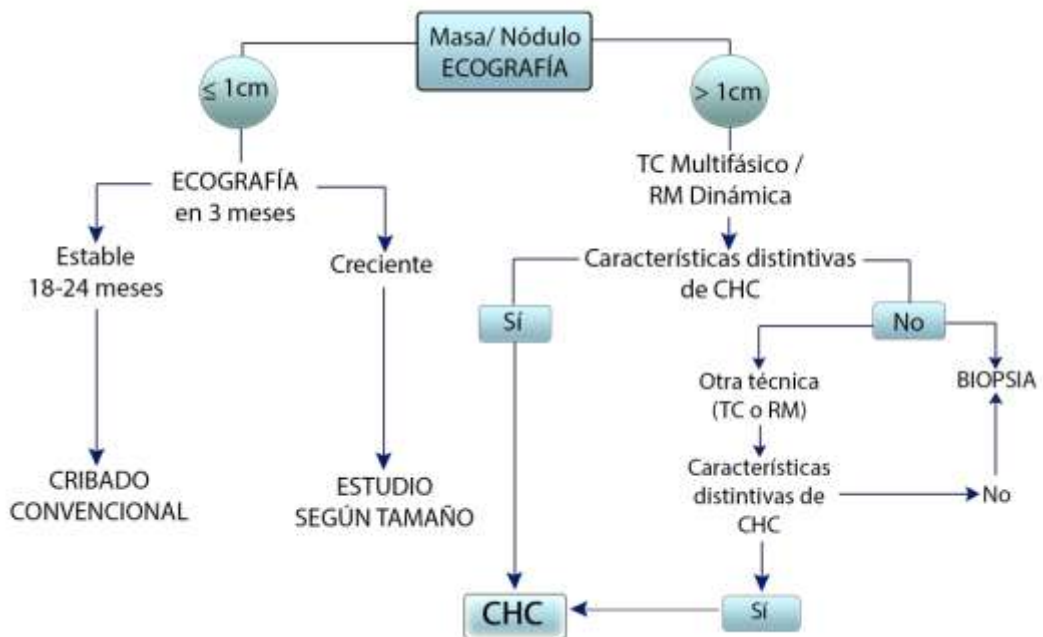 Masa/ Nódulo
ECOGRAFÍA
≤ 1cm
> 1cm
ECOGRAFÍA
en 3 meses
TC Multifásico /
RM Dinámica
Estable
18-24 meses
Creciente
Características distintivas
de CHC
Sí
No
Otra técnica
(TC o RM)
BIOPSIA
CRIBADO
CONVENCIONAL
ESTUDIO
SEGÚN TAMAÑO
Características
distintivas de
CHC
No
CHC
Sí